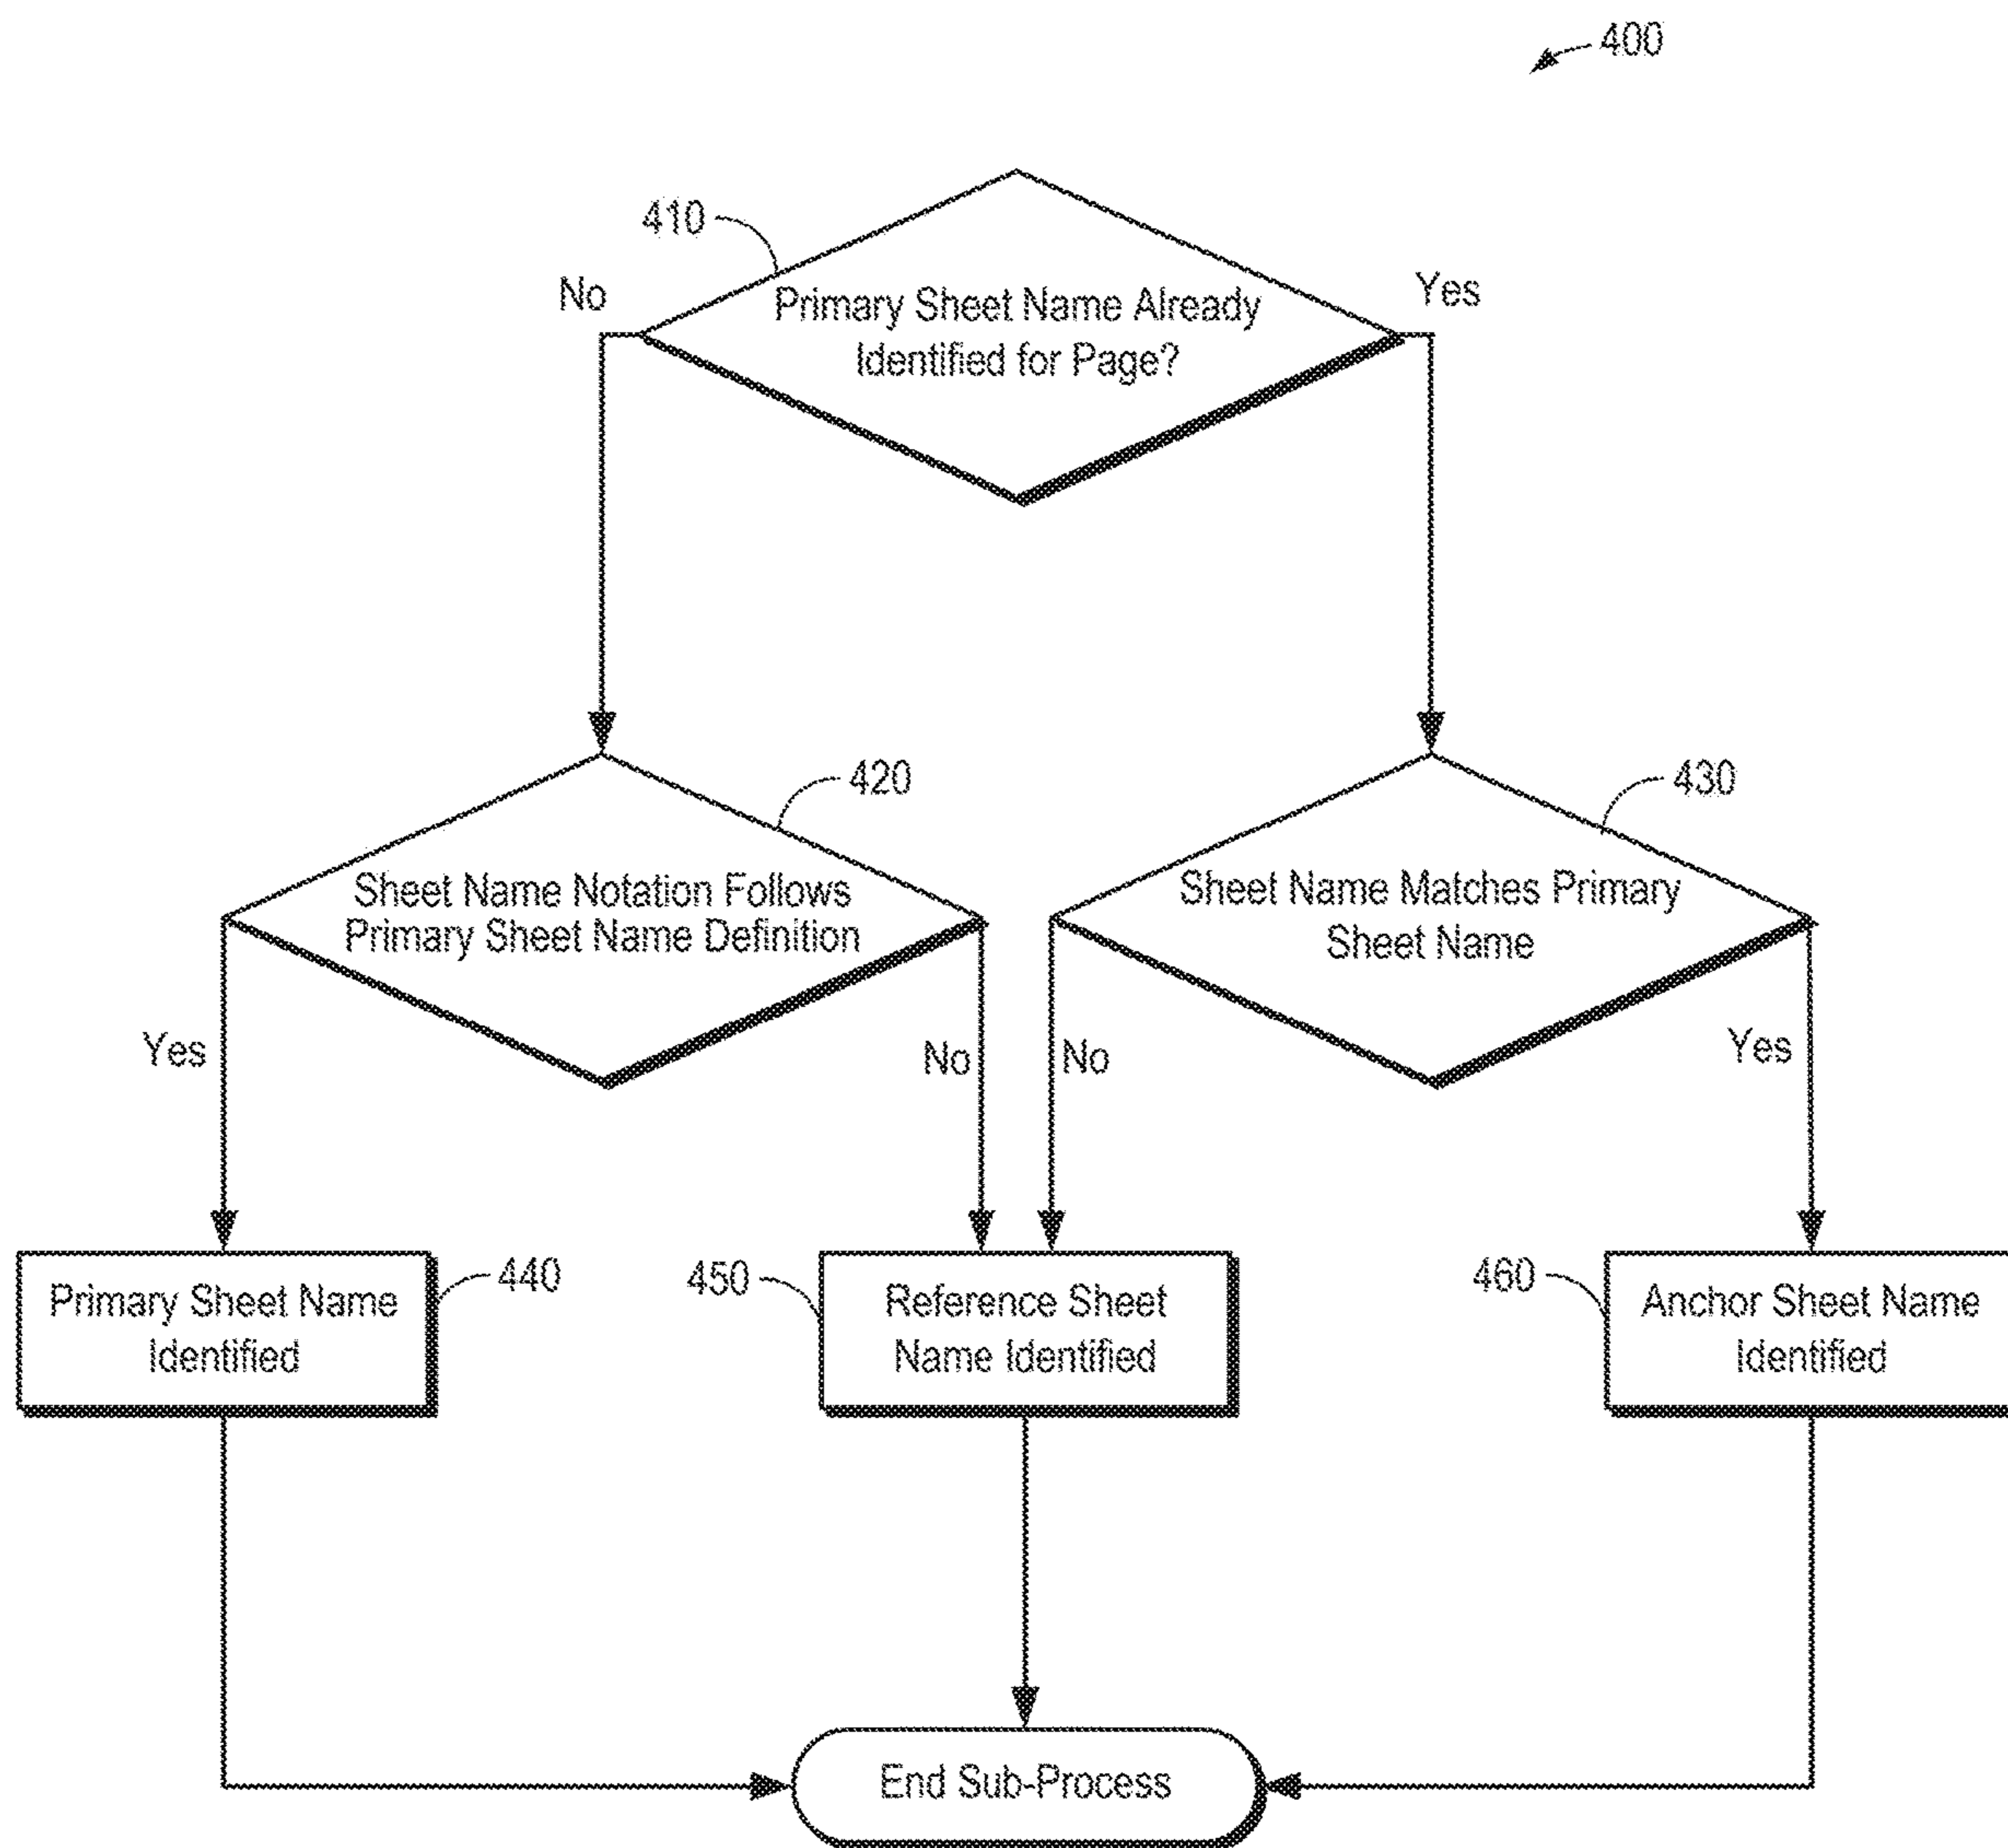 400
410
No
Yes
Primary Sheet Name Already
Identified for Page?
420
430
Sheet Name Notation Follows
Primary Sheet Name Definition
Sheet Name Matches Primary
Sheet Name
Yes
No
No
Yes
Primary Sheet Name
Identified
440
450
Reference Sheet
Name Identified
460
Anchor Sheet Name
Identified
End Sub-Process